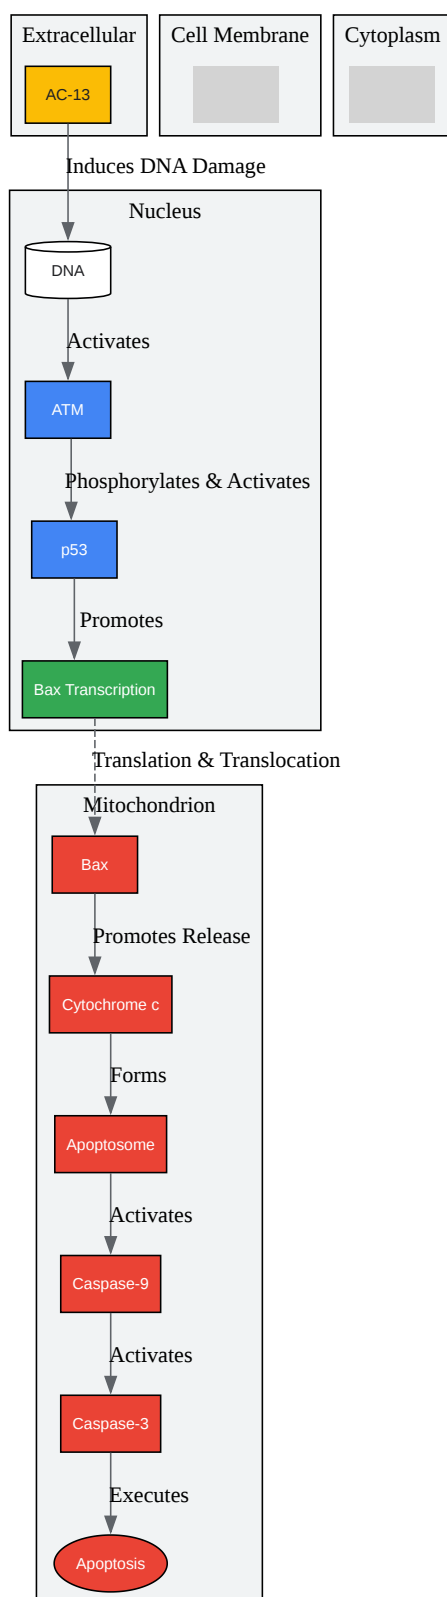 Extracellular
Cell Membrane
Cytoplasm
AC-13
Induces DNA Damage
Nucleus
DNA
Activates
ATM
Phosphorylates & Activates
p53
Promotes
Bax Transcription
Translation & Translocation
Mitochondrion
Bax
Promotes Release
Cytochrome c
Forms
Apoptosome
Activates
Caspase-9
Activates
Caspase-3
Executes
Apoptosis